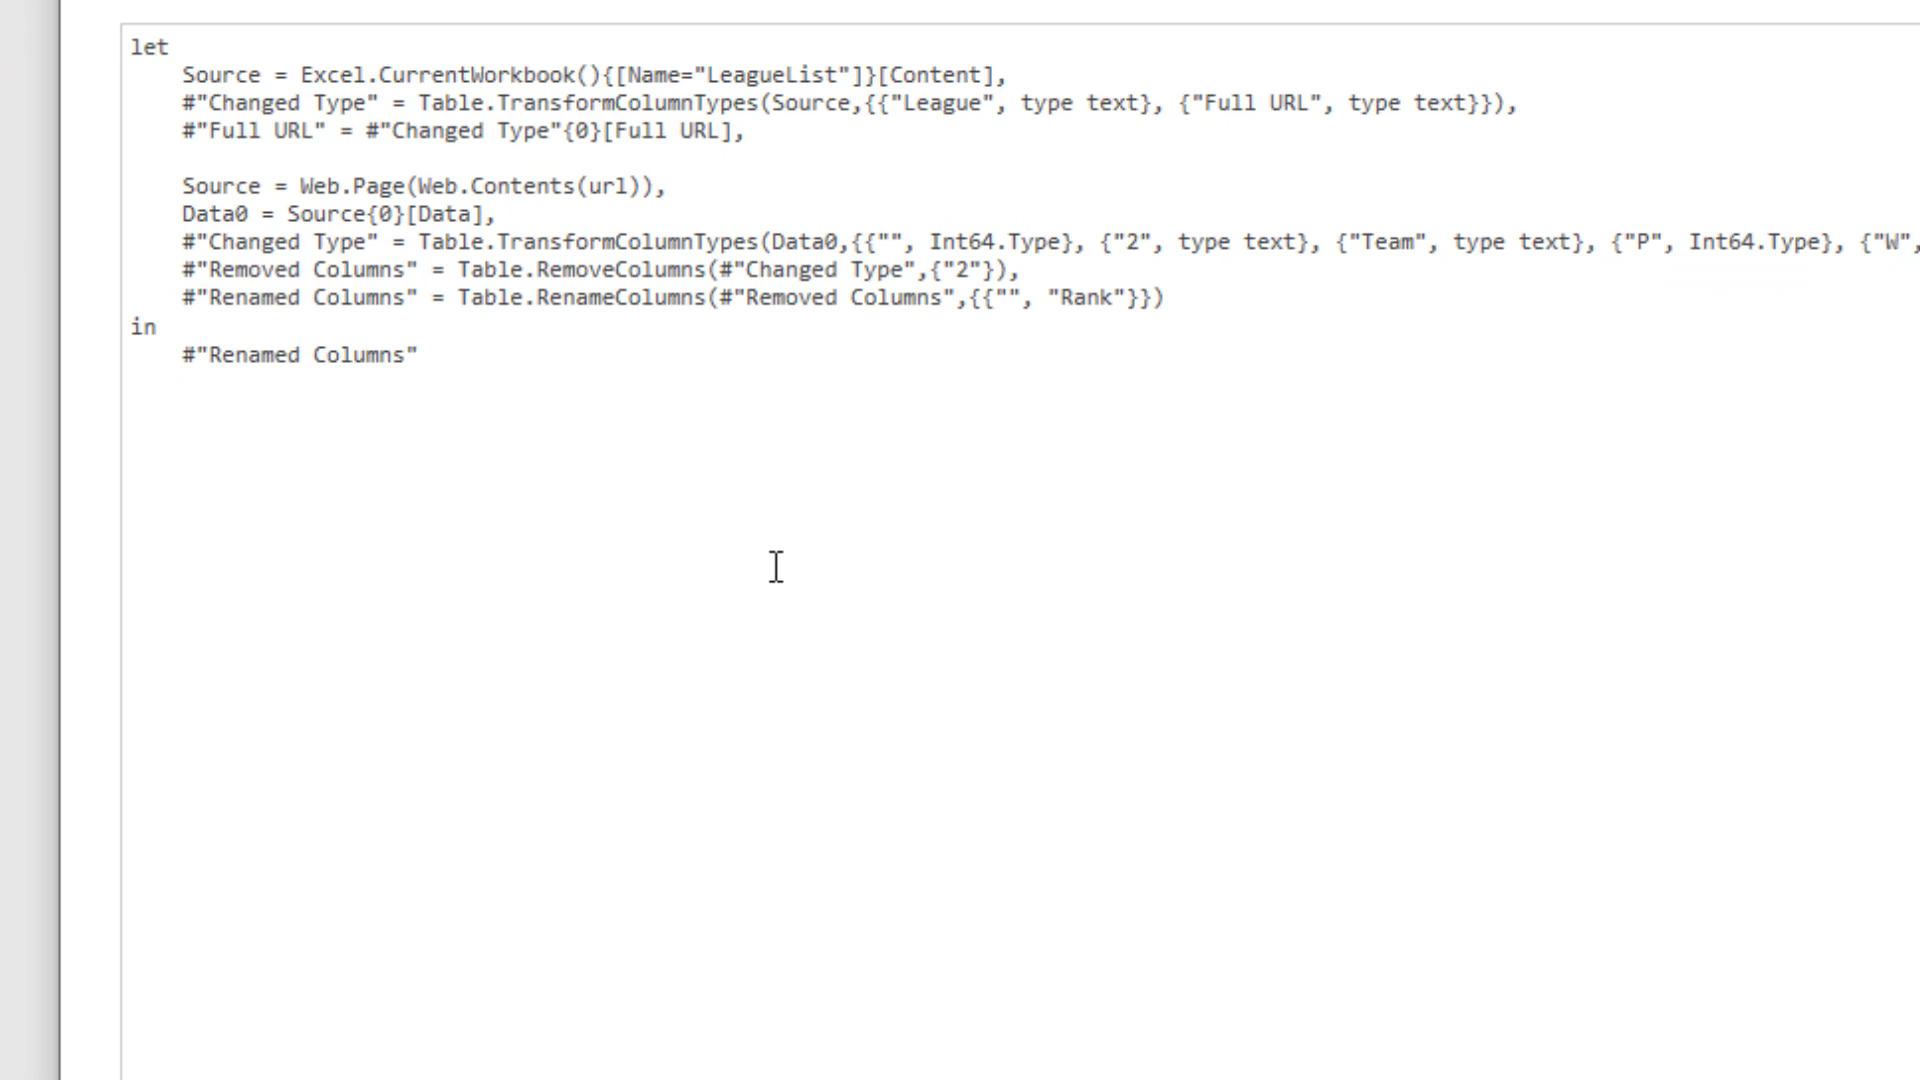 let
Source = Excel.CurrentWorkbook(){[Name="LeagueList"]}[Content],
#"Changed Type" = Table.TransformColumnTypes(Source,{{"League", type text}, {"Full URL", type text}}),
#"Full URL" = #"Changed Type"{0}[Full URL],
Source = Web.Page(Web.Contents(url)),
Data0 = Source{0}[Data],
#"Changed Type" = Table.TransformColumnTypes(Data0,{{"", Int64.Type}, {"2", type text}, {"Team", type text}, {"P", Int64.Type}, {"W",
#"Removed Columns" = Table.RemoveColumns(#"Changed Type",{"2"}),
#"Renamed Columns" = Table.RenameColumns(#"Removed Columns",{{"", "Rank"}})
in
#"Renamed Columns"